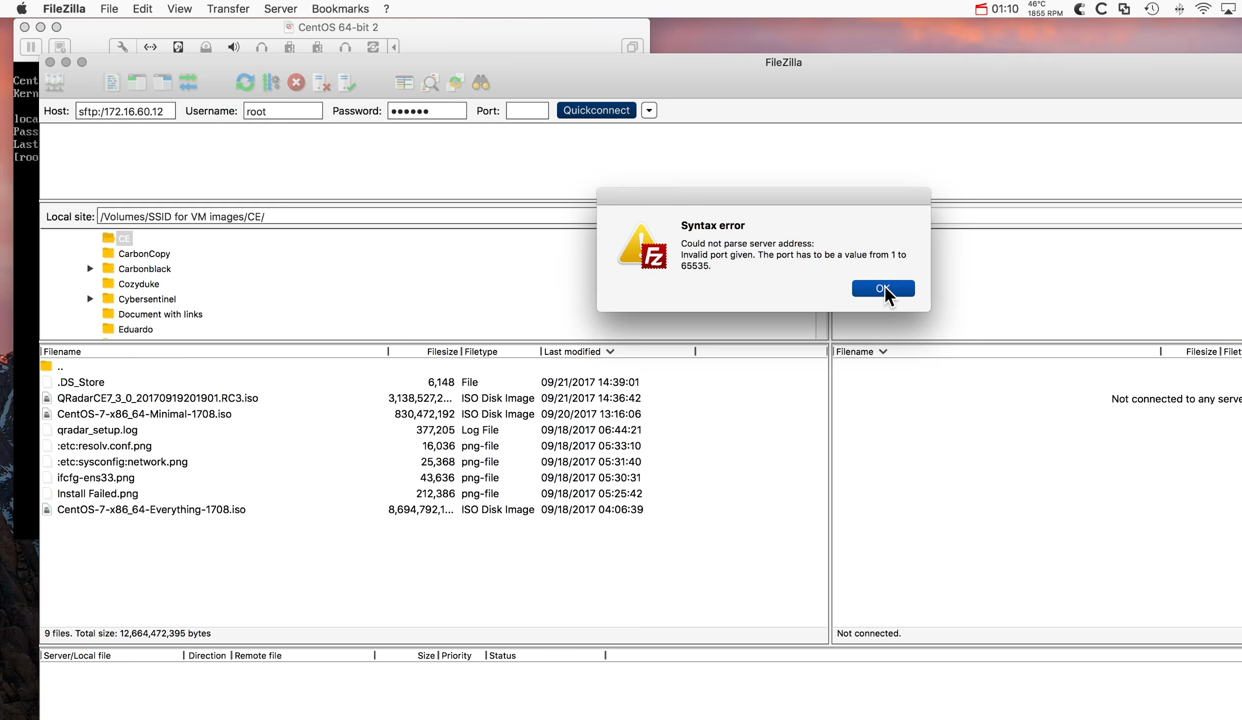 FileZilla File Edit View Transfer Server Bookmarks ? 01:10 46°C 1855 RPM
CentOS 64-bit 2
FileZilla
Cent
Kern
Host: sftp:/172.16.60.12 Username: root Password: •••••• Port: Quickconnect
loca
Pass
Last
[roo
Local site: /Volumes/SSID for VM images/CE/
CE
CarbonCopy
Carbonblack
Cozyduke
Cybersentinel
Document with links
Eduardo
Syntax error
Could not parse server address:
Invalid port given. The port has to be a value from 1 to
65535.
OK
Filename Filesize Filetype Last modified
..
.DS_Store 6,148 File 09/21/2017 14:39:01
QRadarCE7_3_0_20170919201901.RC3.iso 3,138,527,2... ISO Disk Image 09/21/2017 14:36:42
CentOS-7-x86_64-Minimal-1708.iso 830,472,192 ISO Disk Image 09/20/2017 13:16:06
qradar_setup.log 377,205 Log File 09/18/2017 06:44:21
:etc:resolv.conf.png 16,036 png-file 09/18/2017 05:33:10
:etc:sysconfig:network.png 25,368 png-file 09/18/2017 05:31:40
ifcfg-ens33.png 43,636 png-file 09/18/2017 05:30:31
Install Failed.png 212,386 png-file 09/18/2017 05:25:42
CentOS-7-x86_64-Everything-1708.iso 8,694,792,1... ISO Disk Image 09/18/2017 04:06:39
9 files. Total size: 12,664,472,395 bytes
Filename Filesize Filet
Not connected to any serve
Not connected.
Server/Local file Direction Remote file Size Priority Status